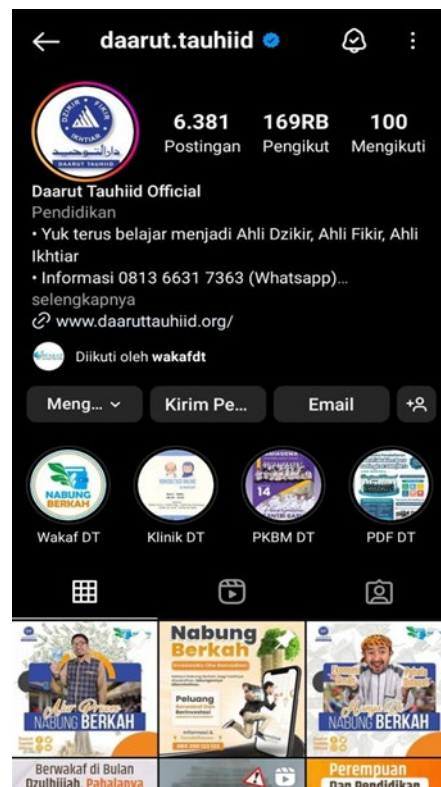 daarut.tauhiid
DZIKIR FIKIR
IKHTIAR
دارالتوحيد
DAARUT TAUHIID
6.381 169RB 100
Postingan Pengikut Mengikuti
Daarut Tauhiid Official
Pendidikan
• Yuk terus belajar menjadi Ahli Dzikir, Ahli Fikir, Ahli
Ikhtiar
• Informasi 0813 6631 7363 (Whatsapp)...
selengkapnya
www.daaruttauhiid.org/
Diikuti oleh wakafdt
Meng... Kirim Pe... Email
NABUNG
BERKAH
14
Wakaf DT Klinik DT PKBM DT PDF DT
NABUNG BERKAH
Nabung
Berkah
Peluang
NABUNG BERKAH
Berwakaf di Bulan
Dzulhijjah, Pahalanya
Perempuan
Dan Pendidikan